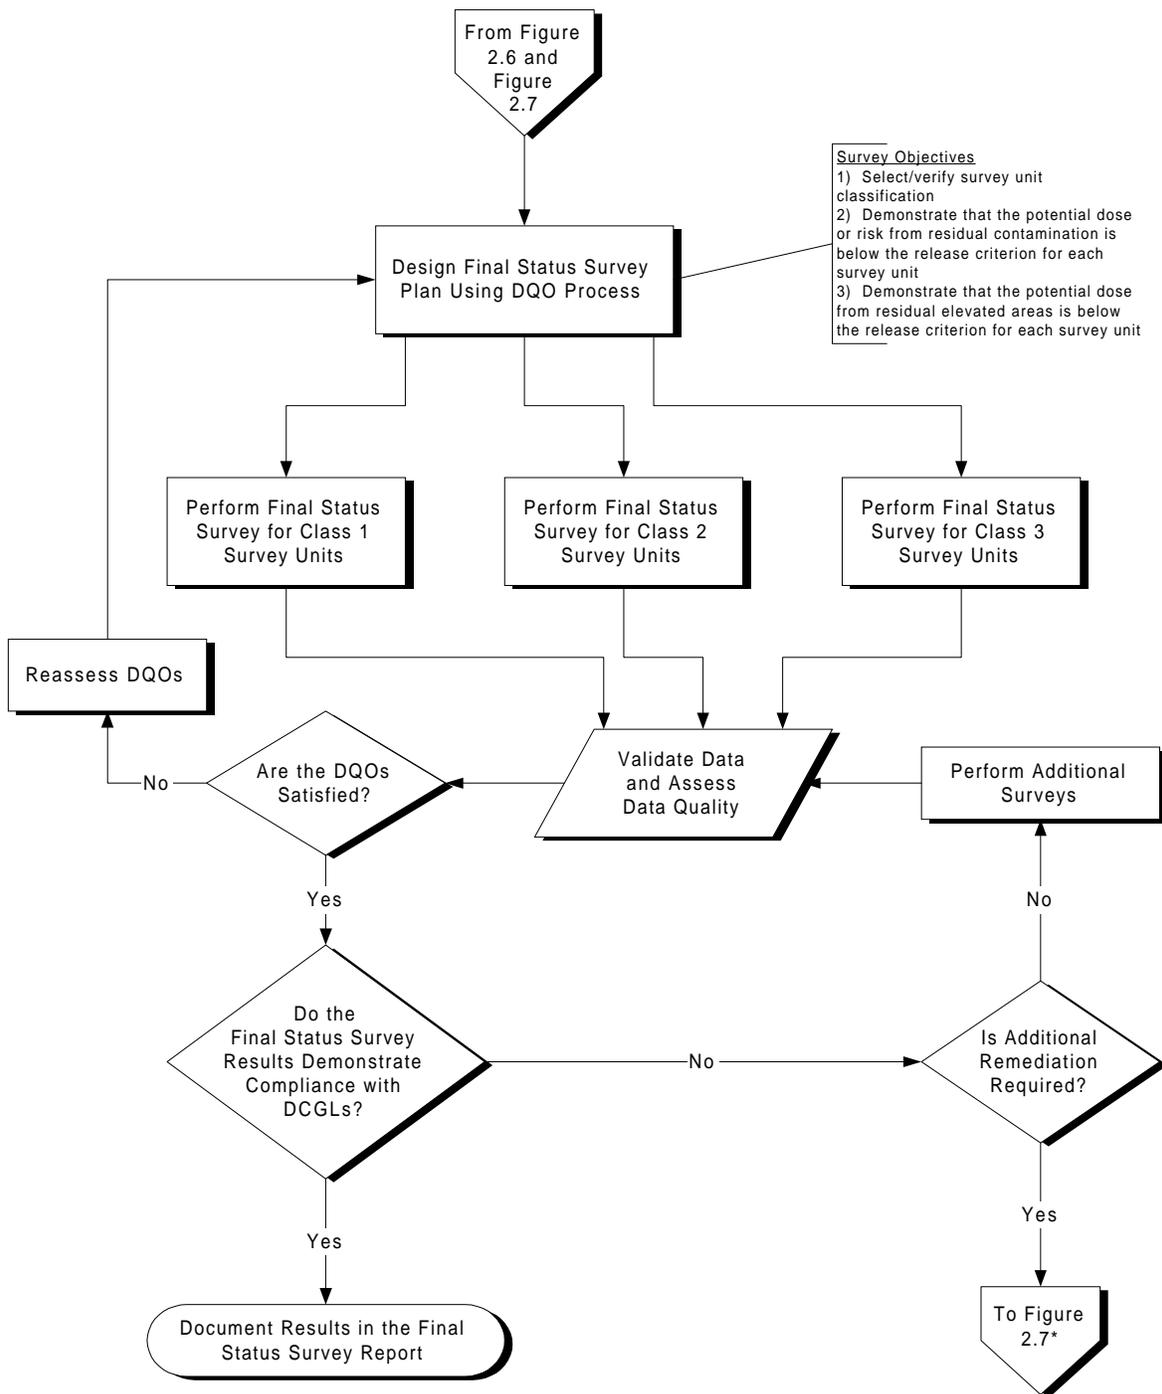 From Figure
2.6 and
Figure
2.7
Survey Objectives
1) Select/verify survey unit
classification
2) Demonstrate that the potential dose
or risk from residual contamination is
below the release criterion for each
survey unit
3) Demonstrate that the potential dose
from residual elevated areas is below
the release criterion for each survey unit
Design Final Status Survey
Plan Using DQO Process
Perform Final Status
Survey for Class 1
Survey Units
Perform Final Status
Survey for Class 2
Survey Units
Perform Final Status
Survey for Class 3
Survey Units
Reassess DQOs
No
Are the DQOs
Satisfied?
Validate Data
and Assess
Data Quality
Perform Additional
Surveys
Yes
No
Do the
Final Status Survey
Results Demonstrate
Compliance with
DCGLs?
No
Is Additional
Remediation
Required?
Yes
Yes
Document Results in the Final
Status Survey Report
To Figure
2.7*